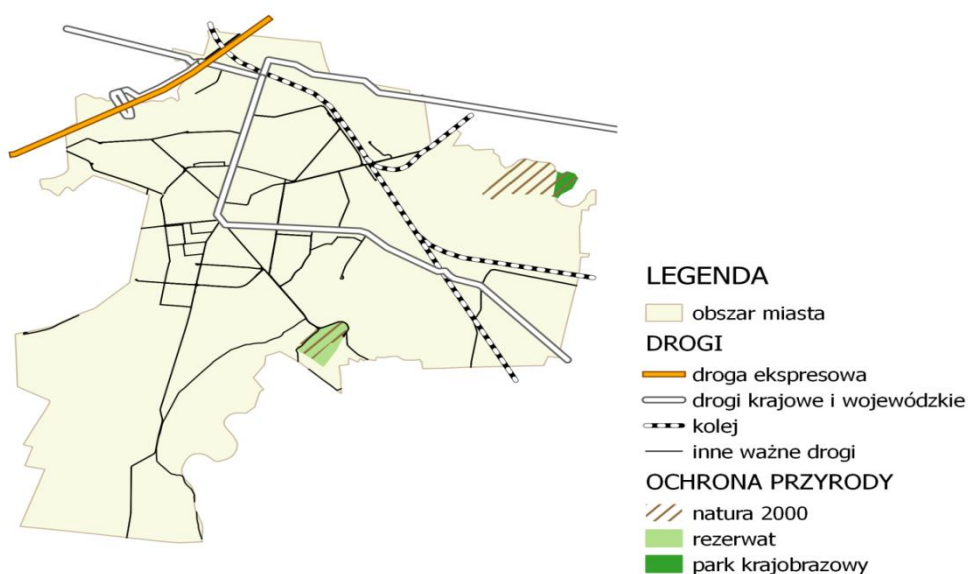 LEGENDA
obszar miasta
DROGI
droga ekspresowa
drogi krajowe i wojewódzkie
kolej
inne ważne drogi
OCHRONA PRZYRODY
natura 2000
rezerwat
park krajobrazowy